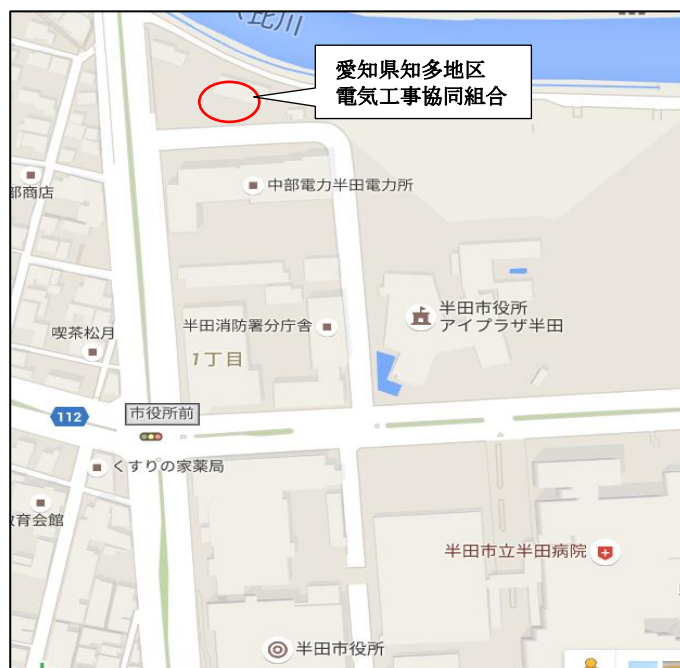 比川
愛知県知多地区
電気工事協同組合
部商店
中部電力半田電力所
半田市役所
アイプラザ半田
半田消防署分庁舎
喫茶松月
1丁目
112
市役所前
くすりの家薬局
育会館
半田市立半田病院
半田市役所